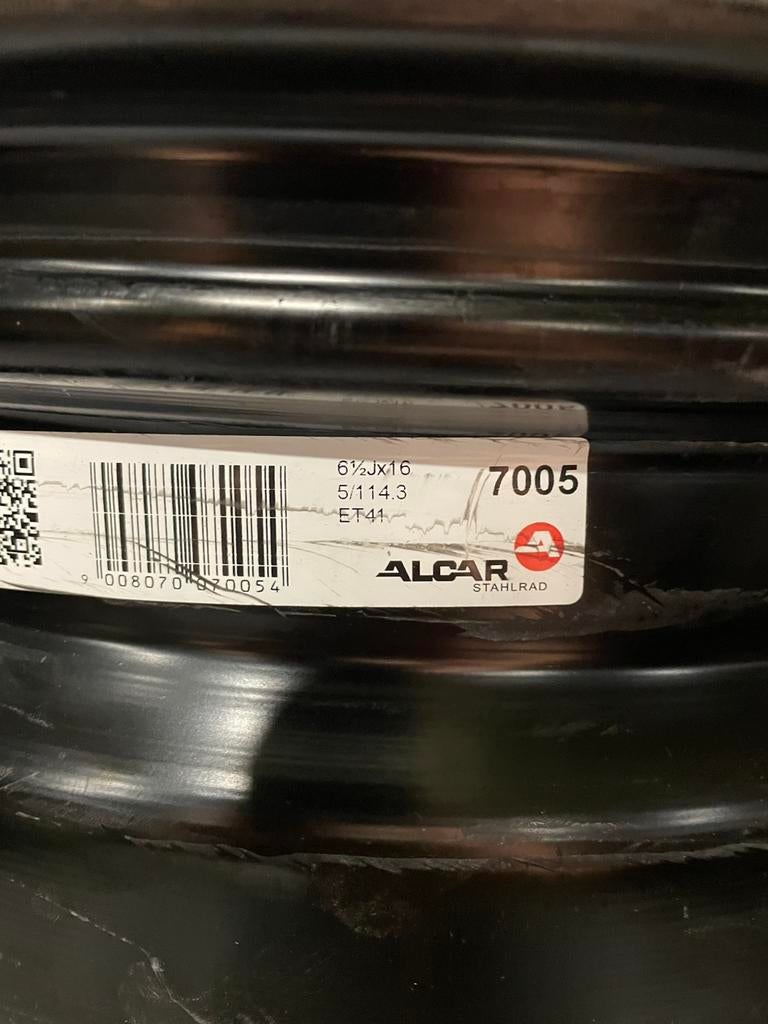 6½Jx16
7005
5/114.3
ET41
ALCAR
STAHLRAD
9 008070 070054